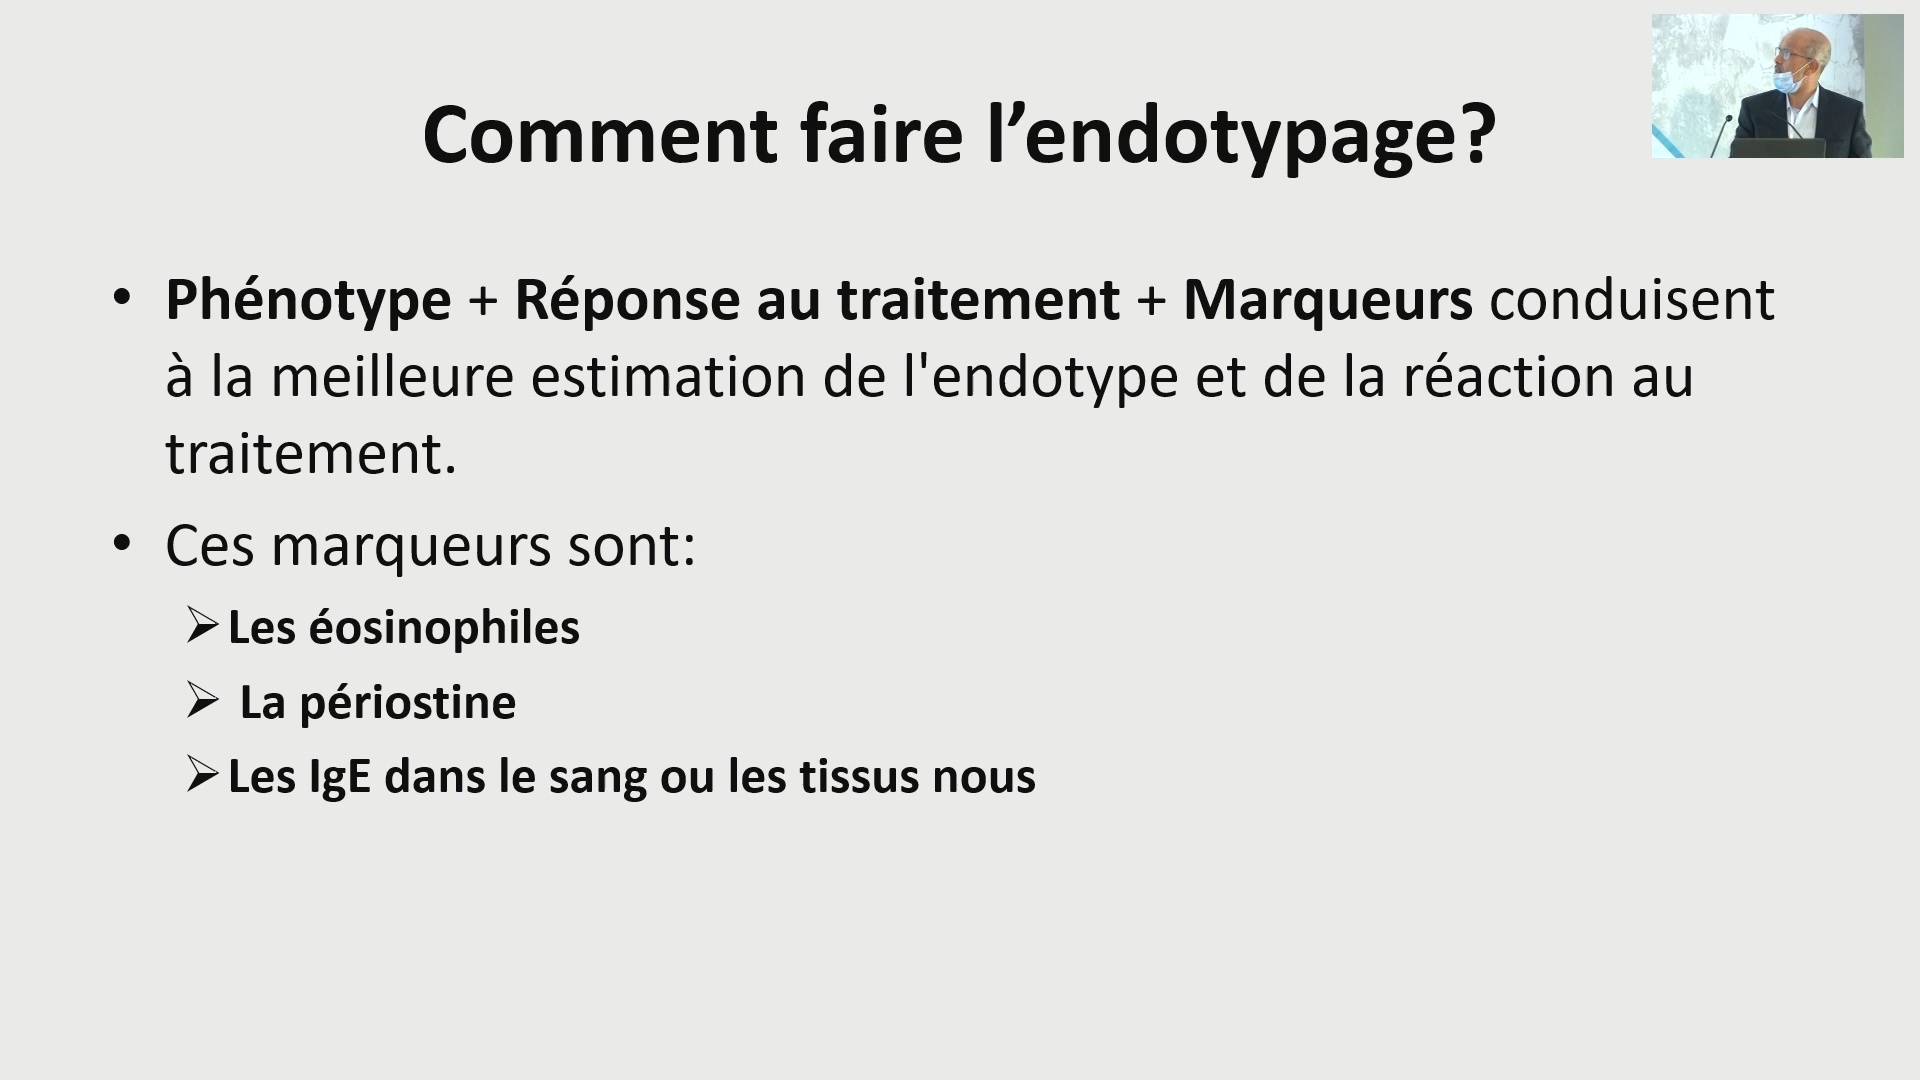 Comment faire l’endotypage?
• Phénotype + Réponse au traitement + Marqueurs conduisent
à la meilleure estimation de l'endotype et de la réaction au
traitement.
• Ces marqueurs sont:
➢Les éosinophiles
➢ La périostine
➢Les IgE dans le sang ou les tissus nous